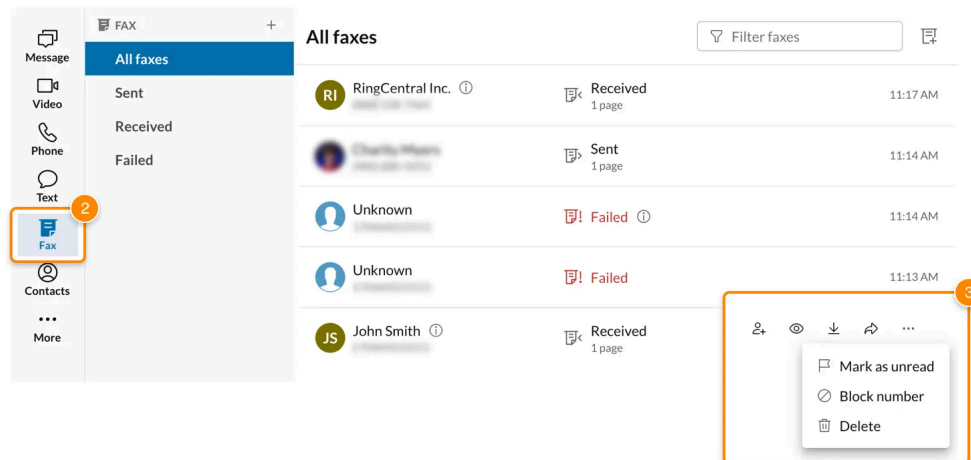 Message
Video
Phone
Text
2
Fax
Contacts
More
FAX
All faxes
Sent
Received
Failed
All faxes
Filter faxes
RI RingCentral Inc. Received 11:17 AM
1 page
Sent 11:14 AM
1 page
Unknown Failed 11:14 AM
Unknown Failed 11:13 AM
3
JS John Smith Received
1 page
Mark as unread
Block number
Delete